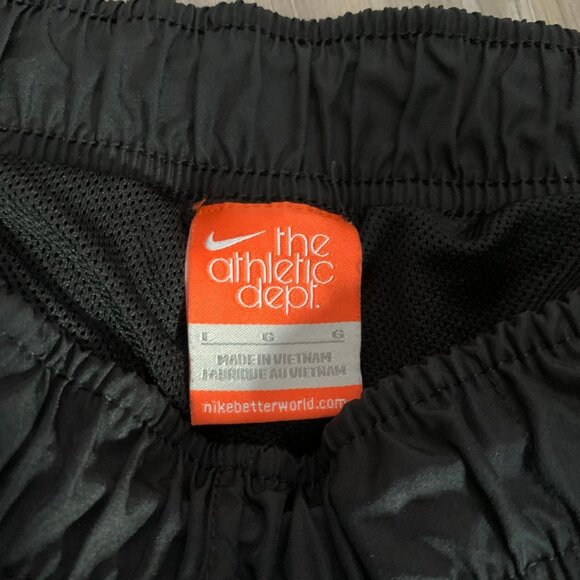 the
athletic
dept.
L G G
MADE IN VIETNAM
FABRIQUE AU VIETNAM
nikebetterworld.com